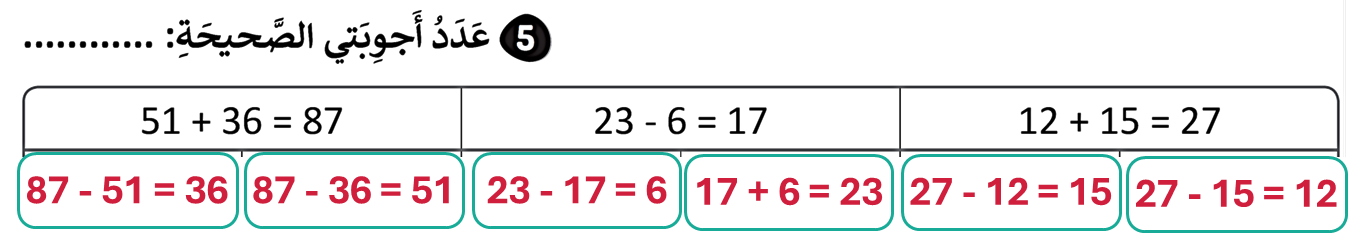 5 عَدَدُ أَجوِبَتي الصَّحيحَةِ: ............
51 + 36 = 87 23 - 6 = 17 12 + 15 = 27
87 - 51 = 36 87 - 36 = 51 23 - 17 = 6 17 + 6 = 23 27 - 12 = 15 27 - 15 = 12